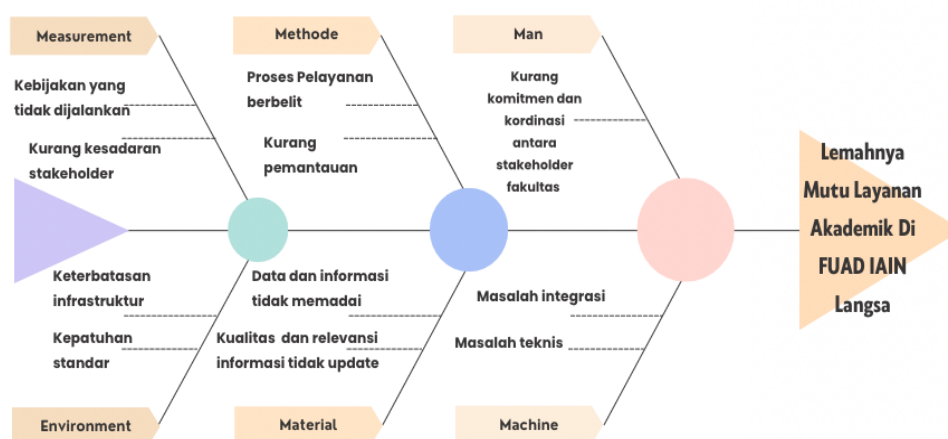 Measurement
Methode
Man
Kebijakan yang
tidak dijalankan
Kurang kesadaran
stakeholder
Proses Pelayanan
berbelit
Kurang
pemantauan
Kurang
komitmen dan
kordinasi
antara
stakeholder
fakultas
Lemahnya
Mutu Layanan
Akademik Di
FUAD IAIN
Langsa
Keterbatasan
infrastruktur
Kepatuhan
standar
Data dan informasi
tidak memadai
Kualitas dan relevansi
informasi tidak update
Masalah integrasi
Masalah teknis
Environment
Material
Machine